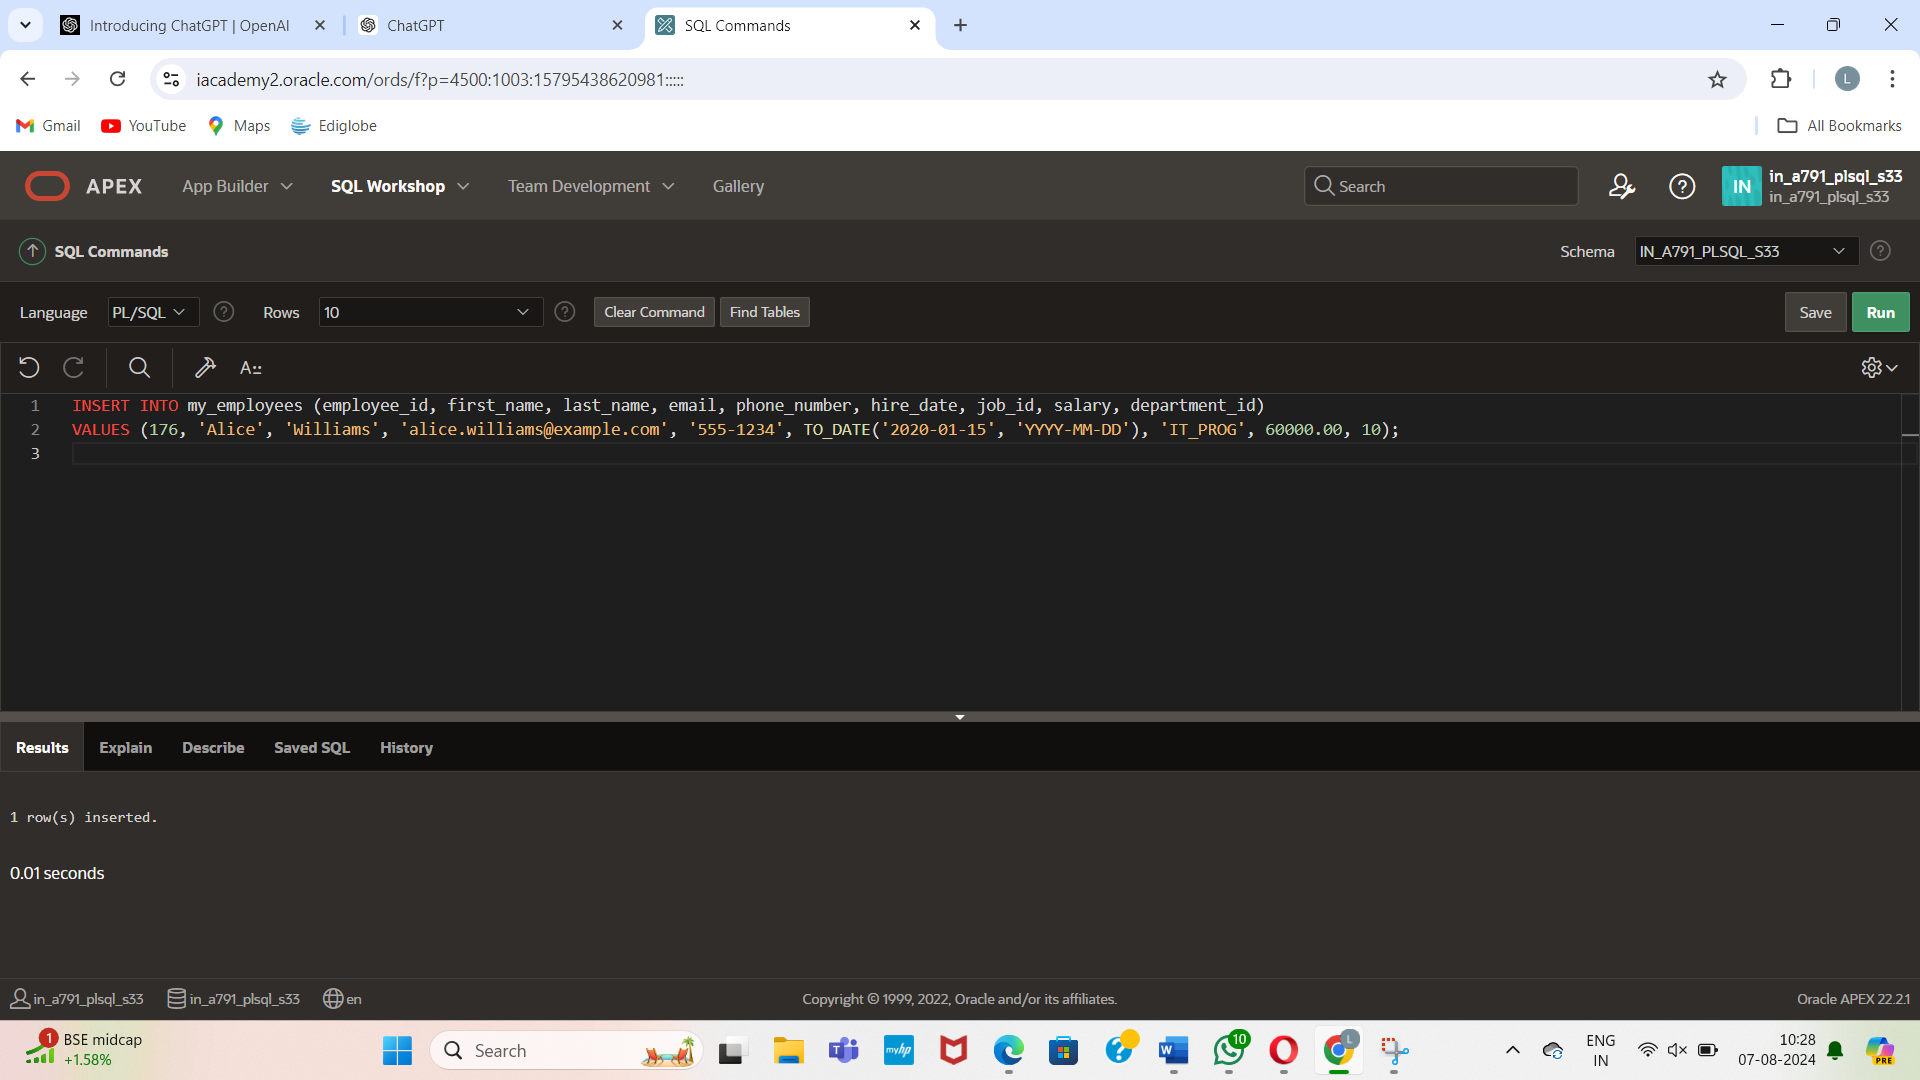 Introducing ChatGPT | OpenAI
ChatGPT
SQL Commands
iacademy2.oracle.com/ords/f?p=4500:1003:15795438620981:::::
L
Gmail
YouTube
Maps
Ediglobe
All Bookmarks
APEX
App Builder
SQL Workshop
Team Development
Gallery
Search
IN
in_a791_plsql_s33
in_a791_plsql_s33
SQL Commands
Schema
IN_A791_PLSQL_S33
Language
PL/SQL
Rows
10
Clear Command
Find Tables
Save
Run
A::
1 INSERT INTO my_employees (employee_id, first_name, last_name, email, phone_number, hire_date, job_id, salary, department_id)
2 VALUES (176, 'Alice', 'Williams', 'alice.williams@example.com', '555-1234', TO_DATE('2020-01-15', 'YYYY-MM-DD'), 'IT_PROG', 60000.00, 10);
3
Results
Explain
Describe
Saved SQL
History
1 row(s) inserted.
0.01 seconds
in_a791_plsql_s33
in_a791_plsql_s33
en
Copyright © 1999, 2022, Oracle and/or its affiliates.
Oracle APEX 22.2.1
1
BSE midcap
+1.58%
Search
myhp
10
L
ENG
IN
10:28
07-08-2024
PRE